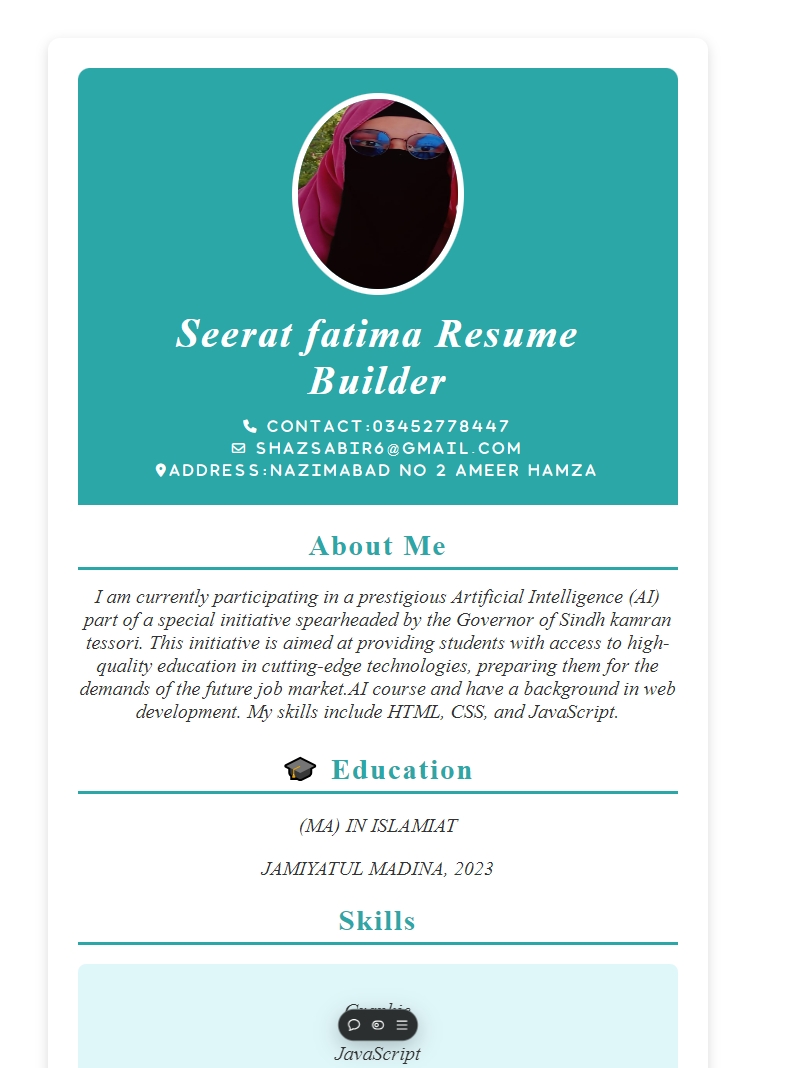 Seerat fatima Resume
Builder
CONTACT:03452778447
SHAZSABIR6@GMAIL.COM
ADDRESS:NAZIMABAD NO 2 AMEER HAMZA
About Me
I am currently participating in a prestigious Artificial Intelligence (AI)
part of a special initiative spearheaded by the Governor of Sindh kamran
tessori. This initiative is aimed at providing students with access to high-
quality education in cutting-edge technologies, preparing them for the
demands of the future job market.AI course and have a background in web
development. My skills include HTML, CSS, and JavaScript.
Education
(MA) IN ISLAMIAT
JAMIYATUL MADINA, 2023
Skills
JavaScript